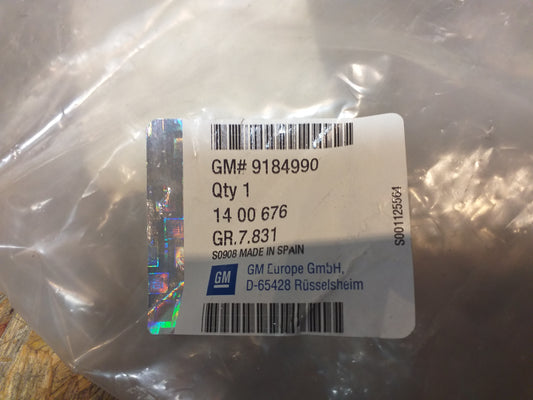 GM# 9184990
Qty 1
14 00 676
GR.7.831
S0908 MADE IN SPAIN
GM
GM Europe GmbH,
D-65428 Rüsselsheim
S001125564